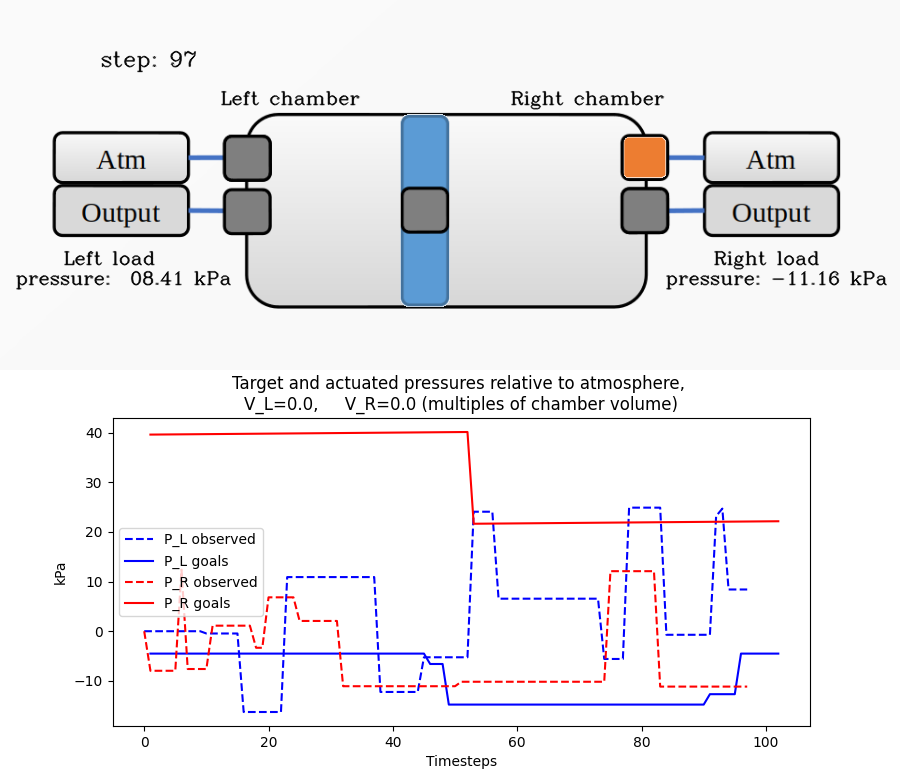 step: 97
Left chamber
Right chamber
Atm
Atm
Output
Output
Left load
pressure: 08.41 kPa
Right load
pressure: −11.16 kPa
Target and actuated pressures relative to atmosphere,
V_L=0.0, V_R=0.0 (multiples of chamber volume)
kPa
40
30
20
10
0
−10
P_L observed
P_L goals
P_R observed
P_R goals
0
20
40
60
80
100
Timesteps